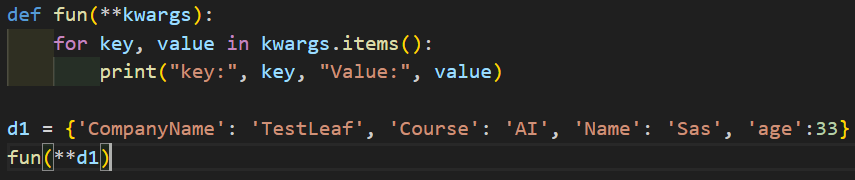 def fun(**kwargs):
    for key, value in kwargs.items():
        print("key:", key, "Value:", value)
d1 = {'CompanyName': 'TestLeaf', 'Course': 'AI', 'Name': 'Sas', 'age':33}
fun(**d1)